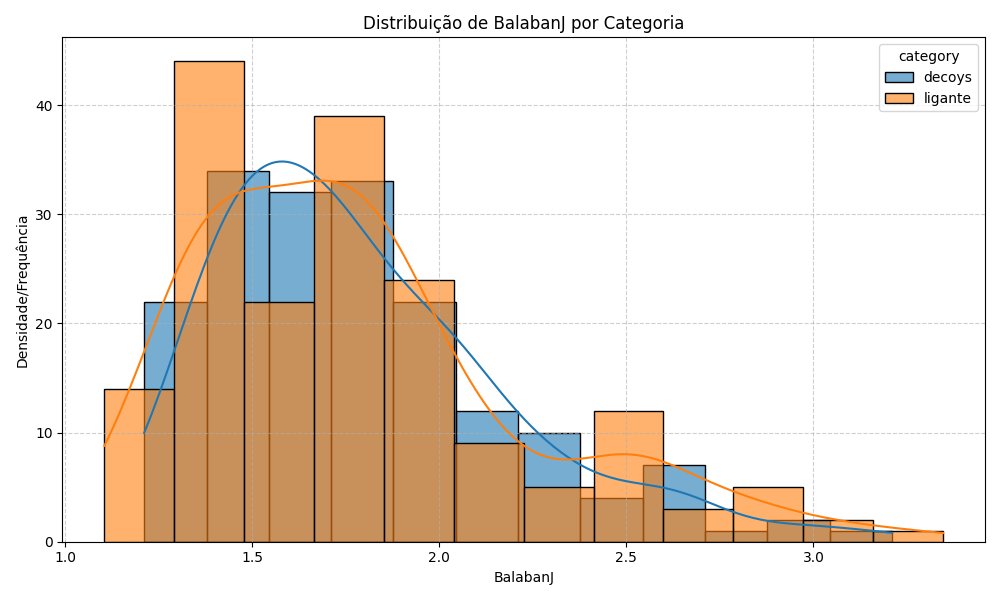 Distribuição de BalabanJ por Categoria
category
decoys
ligante
Densidade/Frequência
40
30
20
10
0
1.0 1.5 2.0 2.5 3.0
BalabanJ